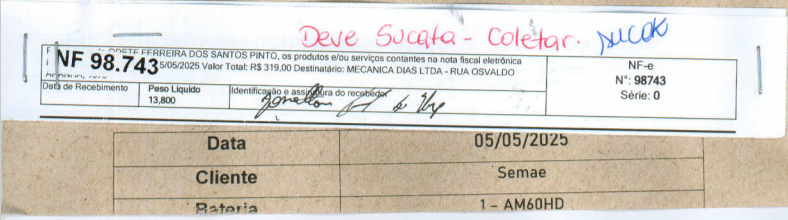 Deve Sucata - Coletar.
ODETE FERREIRA DOS SANTOS PINTO, os produtos e/ou serviços contantes na nota fiscal eletrônica
NF 98.743
5/05/2025 Valor Total: R$ 319,00 Destinatário: MECANICA DIAS LTDA - RUA OSVALDO
NF-e
N°: 98743
Série: 0
Data de Recebimento
Peso Líquido
13,800
Identificação e assinatura do recebedor
Data 05/05/2025
Cliente Semae
Bateria 1 - AM60HD